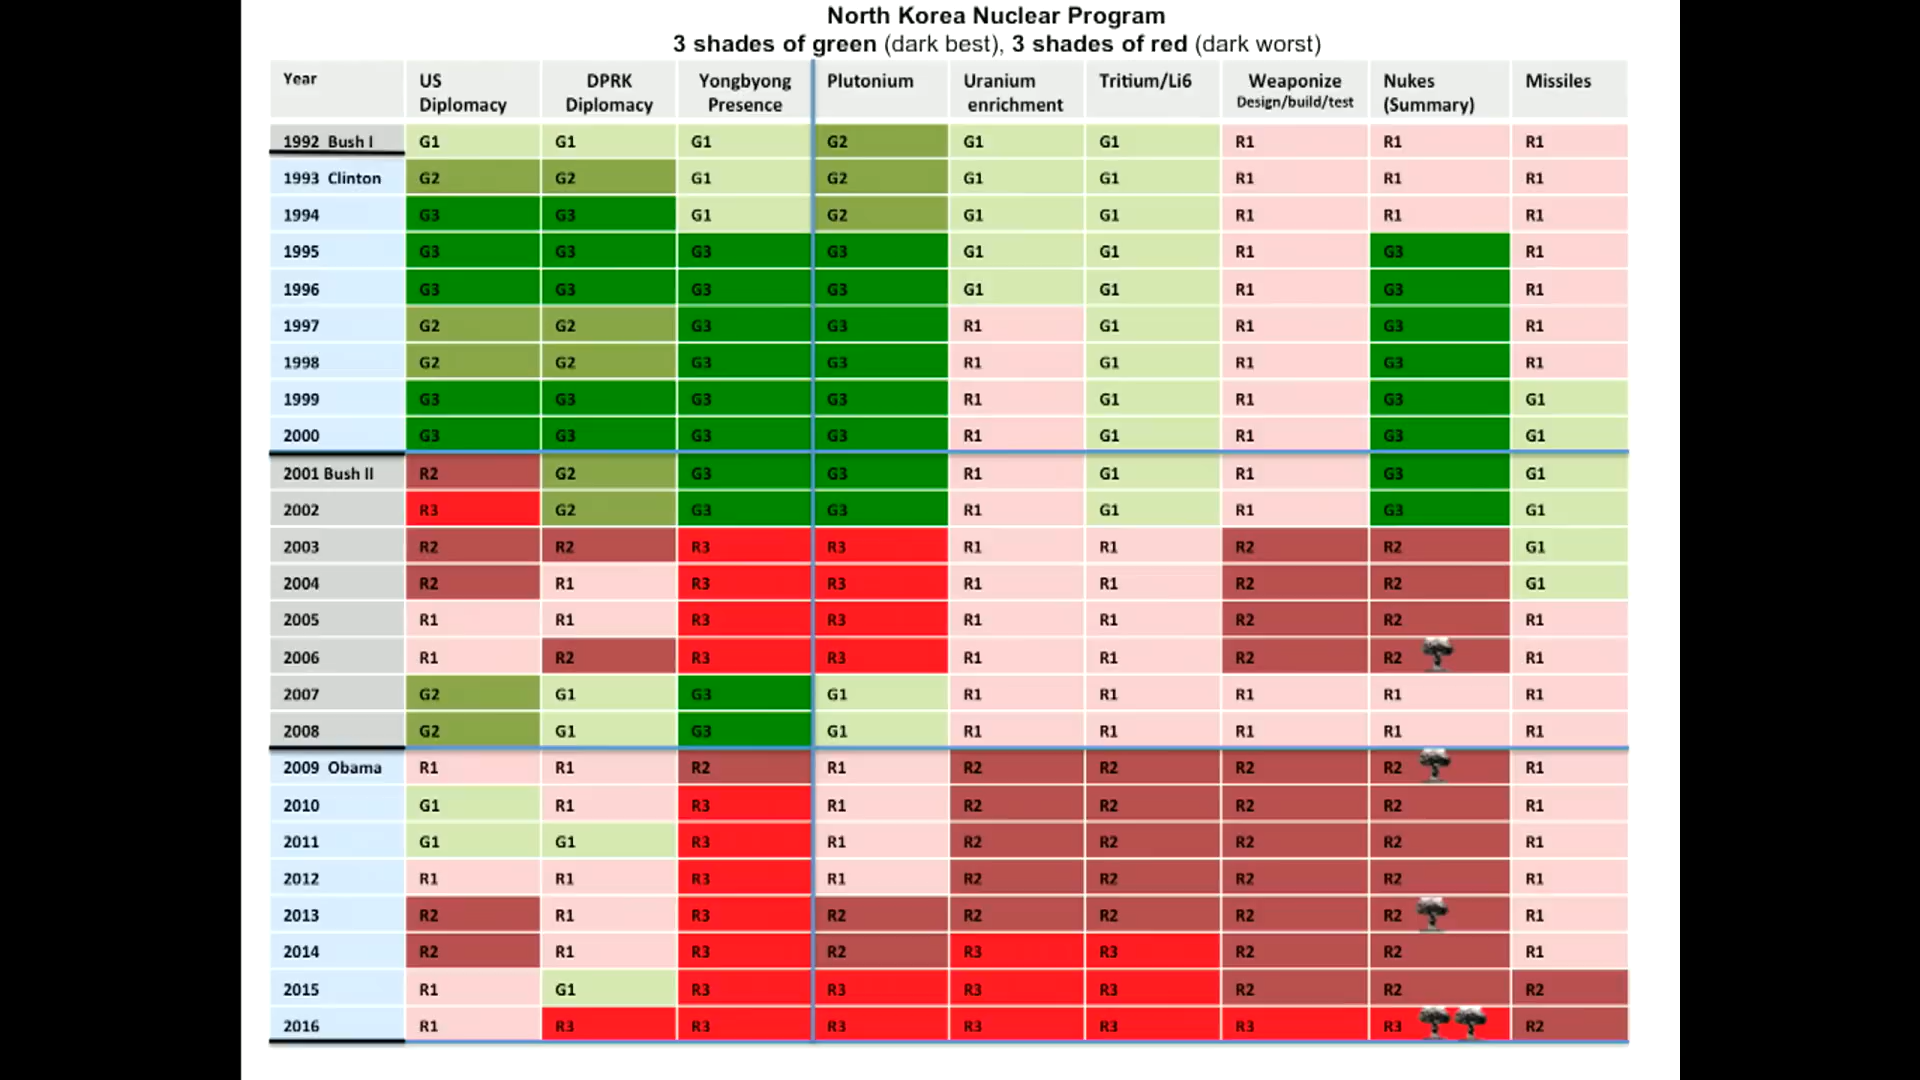 North Korea Nuclear Program
3 shades of green (dark best), 3 shades of red (dark worst)
Year US Diplomacy DPRK Diplomacy Yongbyong Presence Plutonium Uranium enrichment Tritium/Li6 Weaponize Design/build/test Nukes (Summary) Missiles
1992 Bush I G1 G1 G1 G2 G1 G1 R1 R1 R1
1993 Clinton G2 G2 G1 G2 G1 G1 R1 R1 R1
1994 G3 G3 G1 G2 G1 G1 R1 R1 R1
1995 G3 G3 G3 G3 G1 G1 R1 G3 R1
1996 G3 G3 G3 G3 G1 G1 R1 G3 R1
1997 G2 G2 G3 G3 R1 G1 R1 G3 R1
1998 G2 G2 G3 G3 R1 G1 R1 G3 R1
1999 G3 G3 G3 G3 R1 G1 R1 G3 G1
2000 G3 G3 G3 G3 R1 G1 R1 G3 G1
2001 Bush II R2 G2 G3 G3 R1 G1 R1 G3 G1
2002 R3 G2 G3 G3 R1 G1 R1 G3 G1
2003 R2 R2 R3 R3 R1 R1 R2 R2 G1
2004 R2 R1 R3 R3 R1 R1 R2 R2 G1
2005 R1 R1 R3 R3 R1 R1 R2 R2 R1
2006 R1 R2 R3 R3 R1 R1 R2 R2 R1
2007 G2 G1 G3 G1 R1 R1 R1 R1 R1
2008 G2 G1 G3 G1 R1 R1 R1 R1 R1
2009 Obama R1 R1 R2 R1 R2 R2 R2 R2 R1
2010 G1 R1 R3 R1 R2 R2 R2 R2 R1
2011 G1 G1 R3 R1 R2 R2 R2 R2 R1
2012 R1 R1 R3 R1 R2 R2 R2 R2 R1
2013 R2 R1 R3 R2 R2 R2 R2 R2 R1
2014 R2 R1 R3 R2 R3 R3 R2 R2 R1
2015 R1 G1 R3 R3 R3 R3 R2 R2 R2
2016 R1 R3 R3 R3 R3 R3 R3 R3 R2